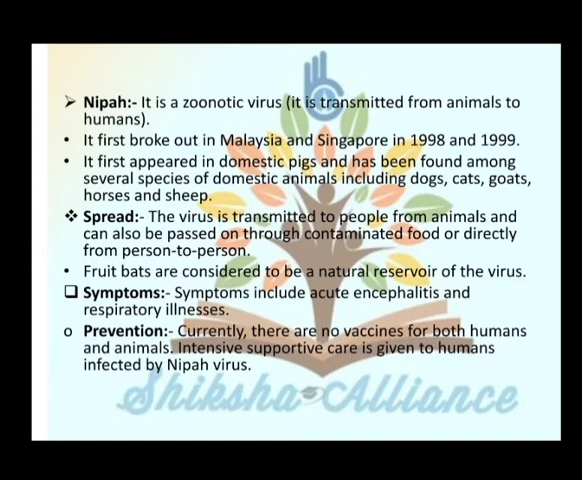 ➢ Nipah:- It is a zoonotic virus (it is transmitted from animals to
humans).
• It first broke out in Malaysia and Singapore in 1998 and 1999.
• It first appeared in domestic pigs and has been found among
several species of domestic animals including dogs, cats, goats,
horses and sheep.
❖ Spread:- The virus is transmitted to people from animals and
can also be passed on through contaminated food or directly
from person-to-person.
• Fruit bats are considered to be a natural reservoir of the virus.
❑ Symptoms:- Symptoms include acute encephalitis and
respiratory illnesses.
o Prevention:- Currently, there are no vaccines for both humans
and animals. Intensive supportive care is given to humans
infected by Nipah virus.
Shiksha Alliance